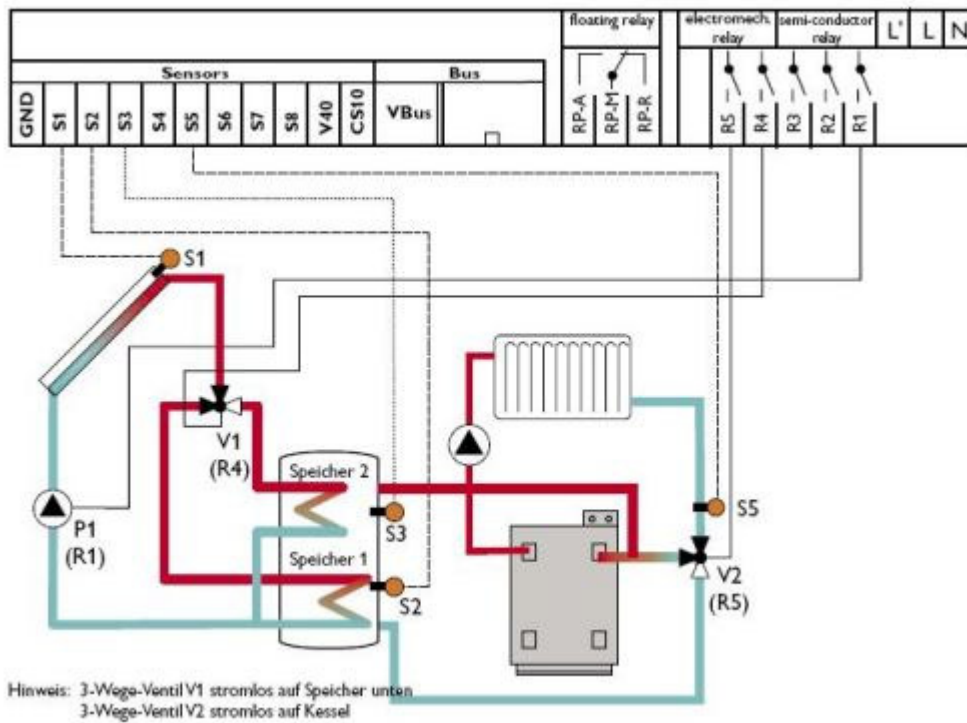 floating relay
electromech. relay
semi-conductor relay
L' L N
Sensors
Bus
GND S1 S2 S3 S4 S5 S6 S7 S8 V40 CS10
VBus
RP-A RP-M RP-R
R5 R4 R3 R2 R1
S1
V1
(R4)
Speicher 2
P1
(R1)
S3
S5
Speicher 1
S2
V2
(R5)
Hinweis: 3-Wege-Ventil V1 stromlos auf Speicher unten
3-Wege-Ventil V2 stromlos auf Kessel